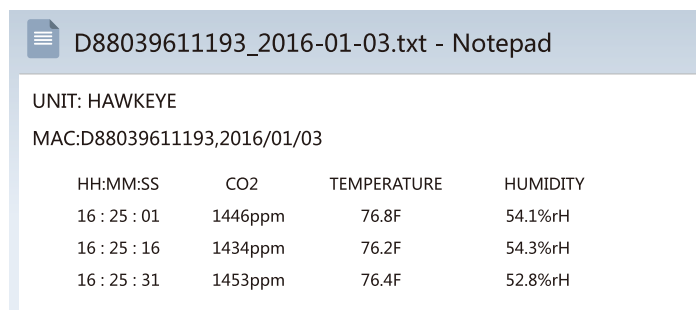 D88039611193_2016-01-03.txt - Notepad
UNIT: HAWKEYE
MAC:D88039611193,2016/01/03
HH:MM:SS CO2 TEMPERATURE HUMIDITY
16 : 25 : 01 1446ppm 76.8F 54.1%rH
16 : 25 : 16 1434ppm 76.2F 54.3%rH
16 : 25 : 31 1453ppm 76.4F 52.8%rH